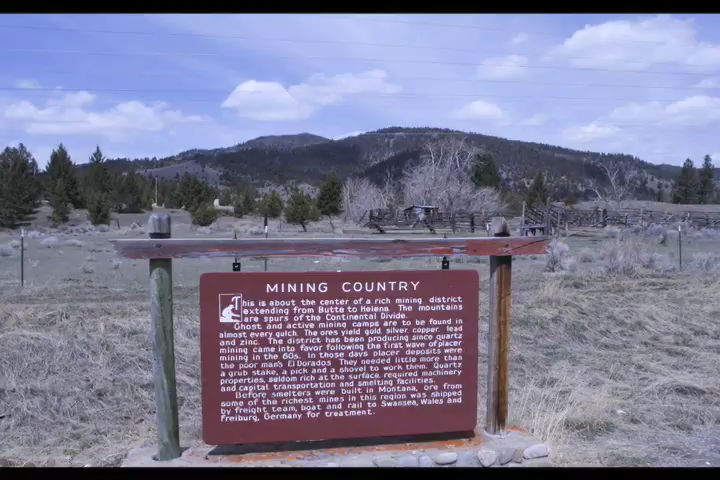 MINING COUNTRY
This is about the center of a rich mining district
extending from Butte to Helena. The mountains
are spurs of the Continental Divide.
Ghost and active mining camps are to be found in
almost every gulch. The ores yield gold, silver, copper, lead
and zinc. The district has been producing since quartz
mining came into favor following the first wave of placer
mining in the 60s. In those days placer deposits were
the poor man's El Dorados. They needed little more than
a grub stake, a pick and a shovel to work them. Quartz
properties, seldom rich at the surface, required machinery
and capital, transportation and smelting facilities.
Before smelters were built in Montana, ore from
some of the richest mines in this region was shipped
by freight team, boat and rail to Swansea, Wales and
Freiburg, Germany for treatment.